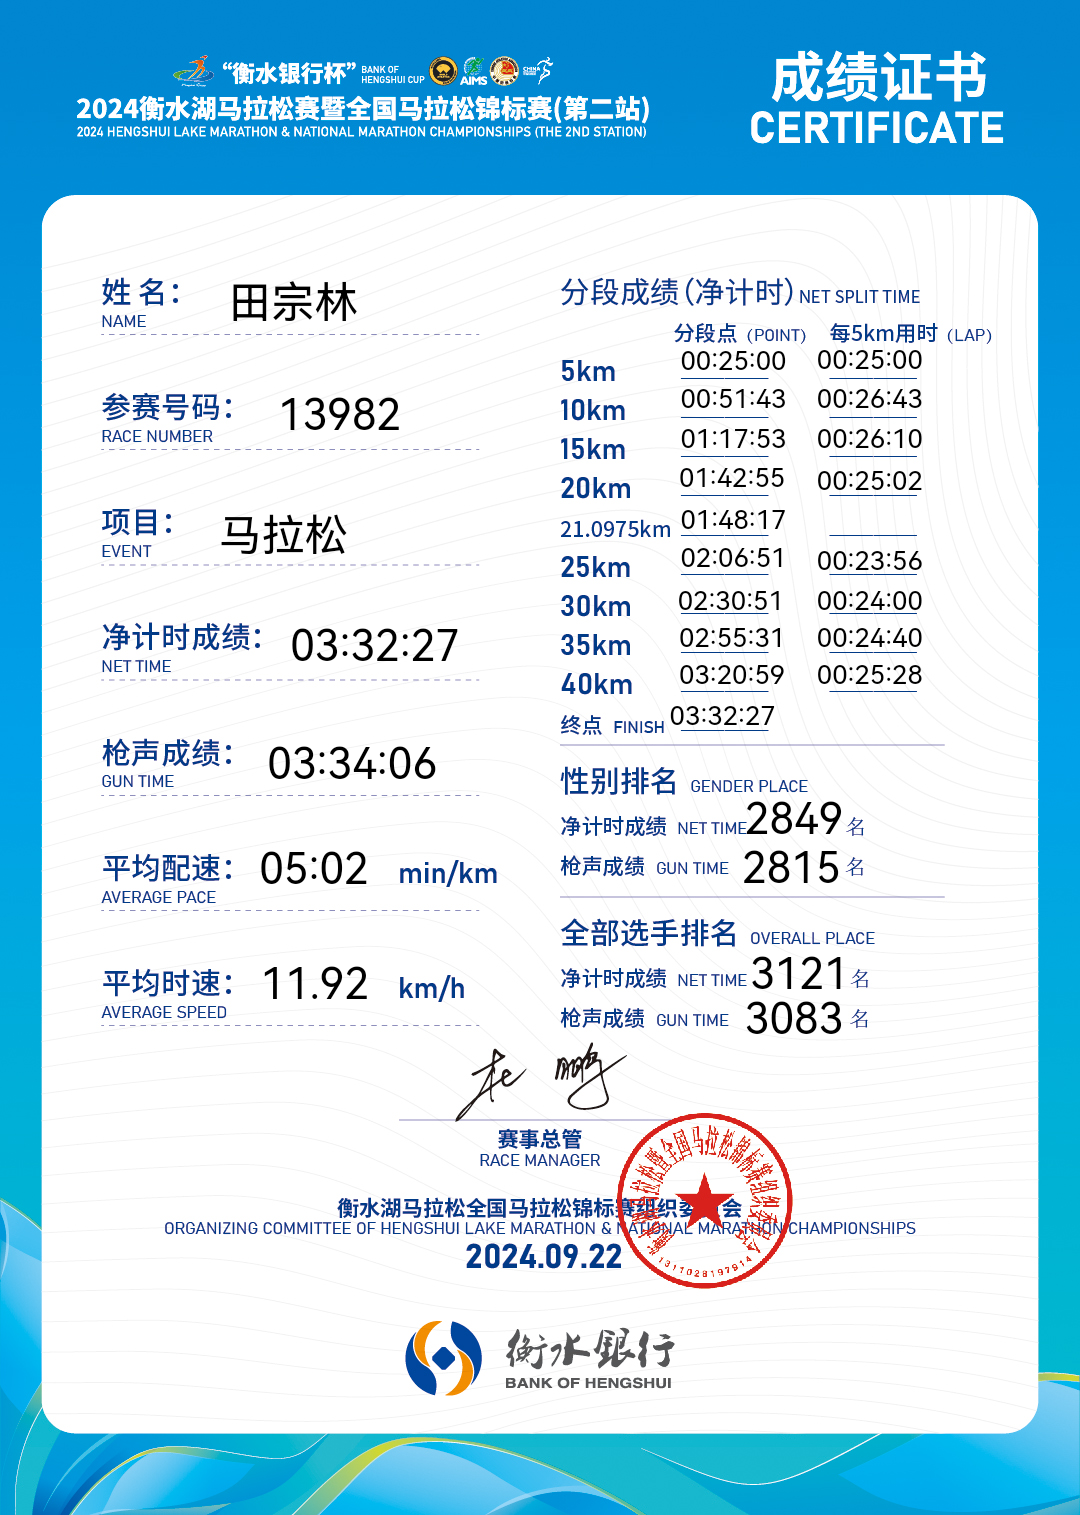 “衡水银行杯” BANK OF HENGSHUI CUP AIMS
2024衡水湖马拉松赛暨全国马拉松锦标赛(第二站)
2024 HENGSHUI LAKE MARATHON & NATIONAL MARATHON CHAMPIONSHIPS (THE 2ND STATION)
成绩证书
CERTIFICATE
姓 名： 田宗林
NAME
参赛号码： 13982
RACE NUMBER
项目： 马拉松
EVENT
净计时成绩： 03:32:27
NET TIME
枪声成绩： 03:34:06
GUN TIME
平均配速： 05:02 min/km
AVERAGE PACE
平均时速： 11.92 km/h
AVERAGE SPEED
分段成绩（净计时）NET SPLIT TIME
分段点（POINT） 每5km用时（LAP）
5km 00:25:00 00:25:00
10km 00:51:43 00:26:43
15km 01:17:53 00:26:10
20km 01:42:55 00:25:02
21.0975km 01:48:17
25km 02:06:51 00:23:56
30km 02:30:51 00:24:00
35km 02:55:31 00:24:40
40km 03:20:59 00:25:28
终点 FINISH 03:32:27
性别排名 GENDER PLACE
净计时成绩 NET TIME 2849 名
枪声成绩 GUN TIME 2815 名
全部选手排名 OVERALL PLACE
净计时成绩 NET TIME 3121 名
枪声成绩 GUN TIME 3083 名
赛事总管
RACE MANAGER
衡水湖马拉松全国马拉松锦标赛组织委员会
ORGANIZING COMMITTEE OF HENGSHUI LAKE MARATHON & NATIONAL MARATHON CHAMPIONSHIPS
2024.09.22
1311028197914
衡水银行
BANK OF HENGSHUI